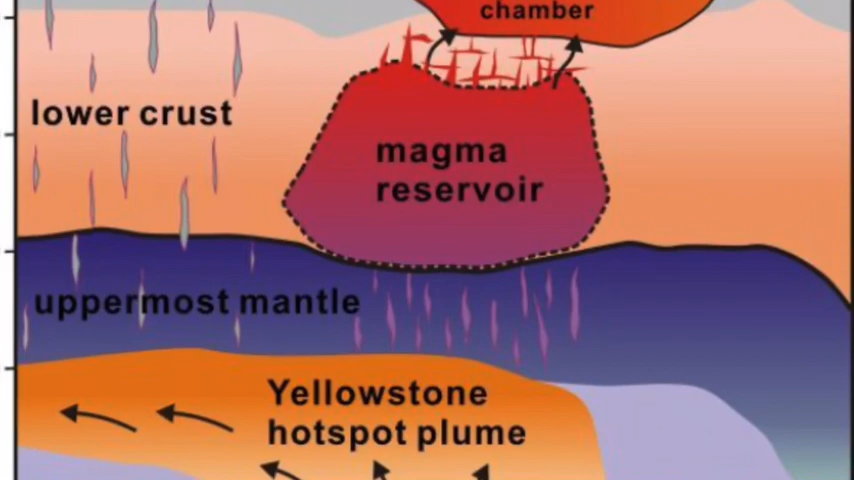 chamber
lower crust
magma
reservoir
uppermost mantle
Yellowstone
hotspot plume